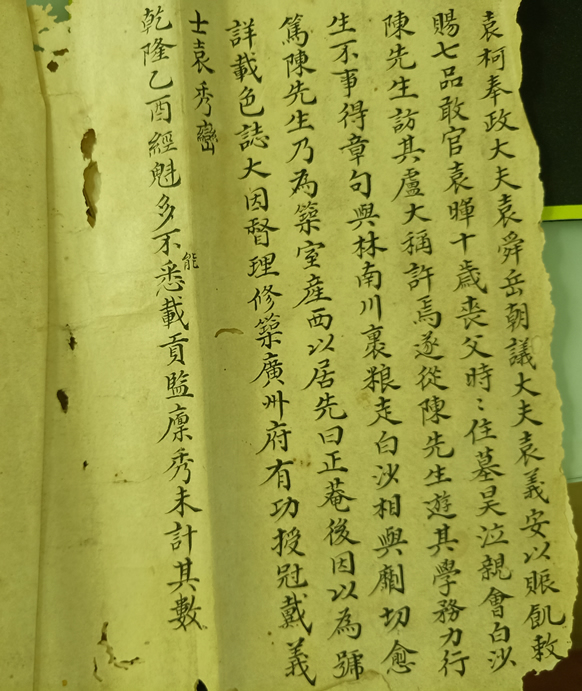 袁柯奉政大夫袁舜岳朝議大夫袁義安以賑飢敕
賜七品散官袁暉十歲喪父時〻住墓旲泣親會白沙
陳先生訪其廬大稱許焉遂從陳先生遊其學務力行
生不事得章句與林南川裹粮走白沙相與劘切愈
篤陳先生乃為築室産西以居先曰正菴後因以為號
詳載邑誌大因督理修築廣州府有功授冠戴義
士袁秀巒
乾隆乙酉經魁多不能悉載貢監廩秀未計其數